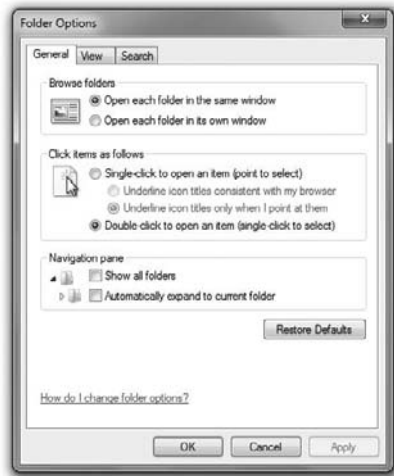 Folder Options
General View Search
Browse folders
Open each folder in the same window
Open each folder in its own window
Click items as follows
Single-click to open an item (point to select)
Underline icon titles consistent with my browser
Underline icon titles only when I point at them
Double-click to open an item (single-click to select)
Navigation pane
Show all folders
Automatically expand to current folder
Restore Defaults
How do I change folder options?
OK Cancel Apply